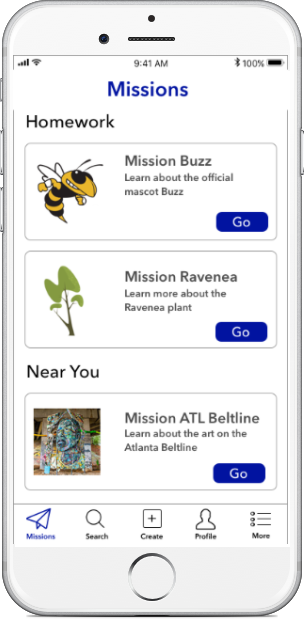 9:41 AM
100%
Missions
Homework
Mission Buzz
Learn about the official
mascot Buzz
Go
Mission Ravenea
Learn more about the
Ravenea plant
Go
Near You
Mission ATL Beltline
Learn about the art on the
Atlanta Beltline
Go
Missions
Search
Create
Profile
More